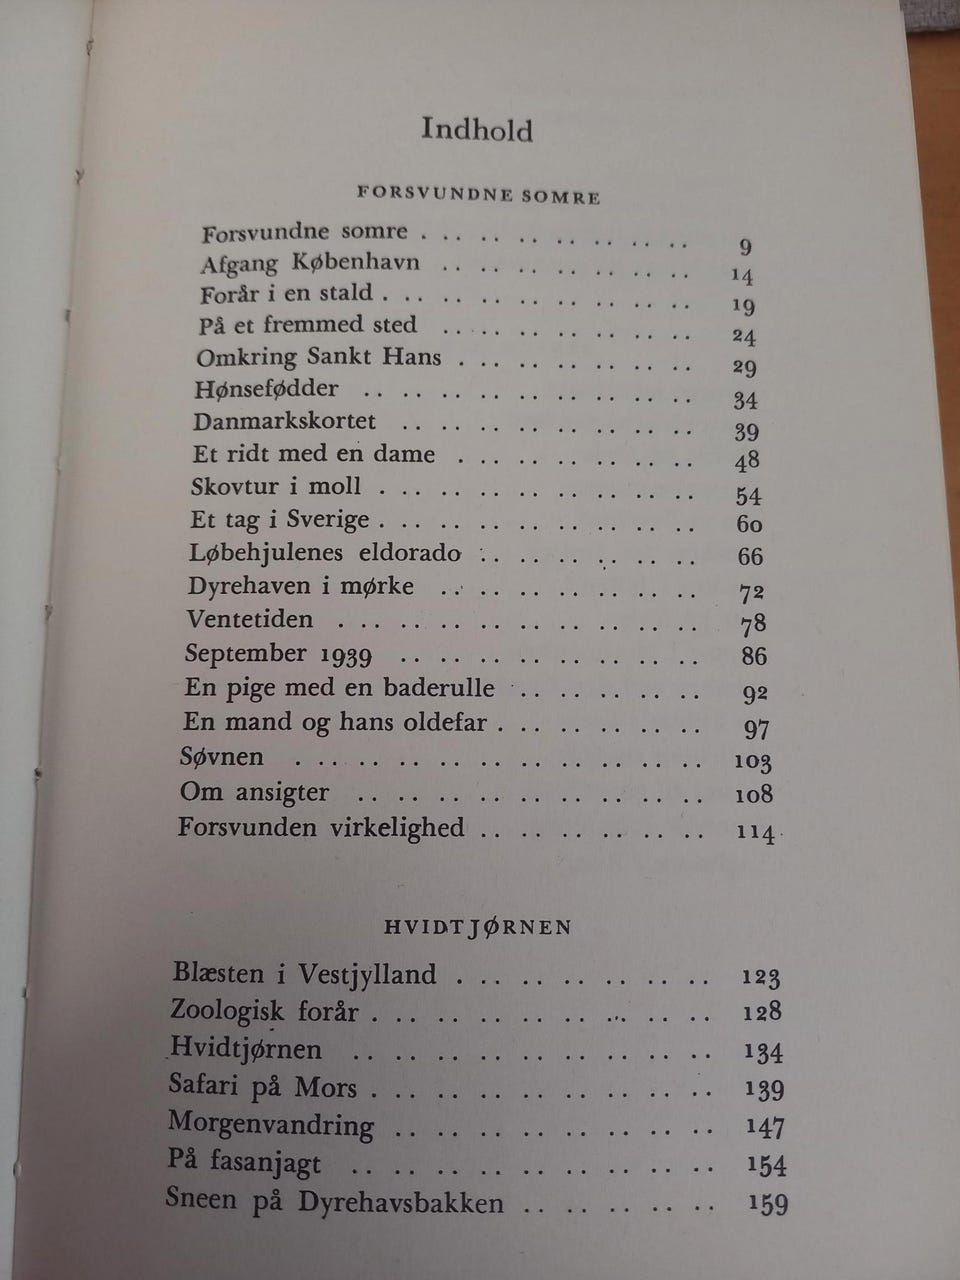 Indhold
FORSVUNDNE SOMRE
Forsvundne somre . .. .. .. .. .. .. .. 9
Afgang København .. .. .. .. .. .. .. 14
Forår i en stald . .. .. .. .. .. .. .. .. 19
På et fremmed sted .. .. .. .. .. .. .. 24
Omkring Sankt Hans . .. .. .. .. .. .. 29
Hønsefødder .. .. .. .. .. .. .. .. .. 34
Danmarkskortet .. .. .. .. .. .. .. .. 39
Et ridt med en dame . .. .. .. .. .. .. 48
Skovtur i moll . .. .. .. .. .. .. .. .. 54
Et tag i Sverige . .. .. .. .. .. .. .. .. 60
Løbehjulenes eldorado .. .. .. .. .. .. 66
Dyrehaven i mørke .. .. .. .. .. .. .. 72
Ventetiden . .. .. .. .. .. .. .. .. .. 78
September 1939 .. .. .. .. .. .. .. .. 86
En pige med en baderulle .. .. .. .. .. 92
En mand og hans oldefar . .. .. .. .. .. 97
Søvnen . .. .. .. .. .. .. .. .. .. .. 103
Om ansigter .. .. .. .. .. .. .. .. .. 108
Forsvunden virkelighed .. .. .. .. .. .. 114
HVIDTJØRNEN
Blæsten i Vestjylland . .. .. .. .. .. .. 123
Zoologisk forår . .. .. .. .. .. .. .. .. 128
Hvidtjørnen .. .. .. .. .. .. .. .. .. 134
Safari på Mors . .. .. .. .. .. .. .. .. 139
Morgenvandring .. .. .. .. .. .. .. .. 147
På fasanjagt .. .. .. .. .. .. .. .. .. 154
Sneen på Dyrehavsbakken .. .. .. .. .. 159